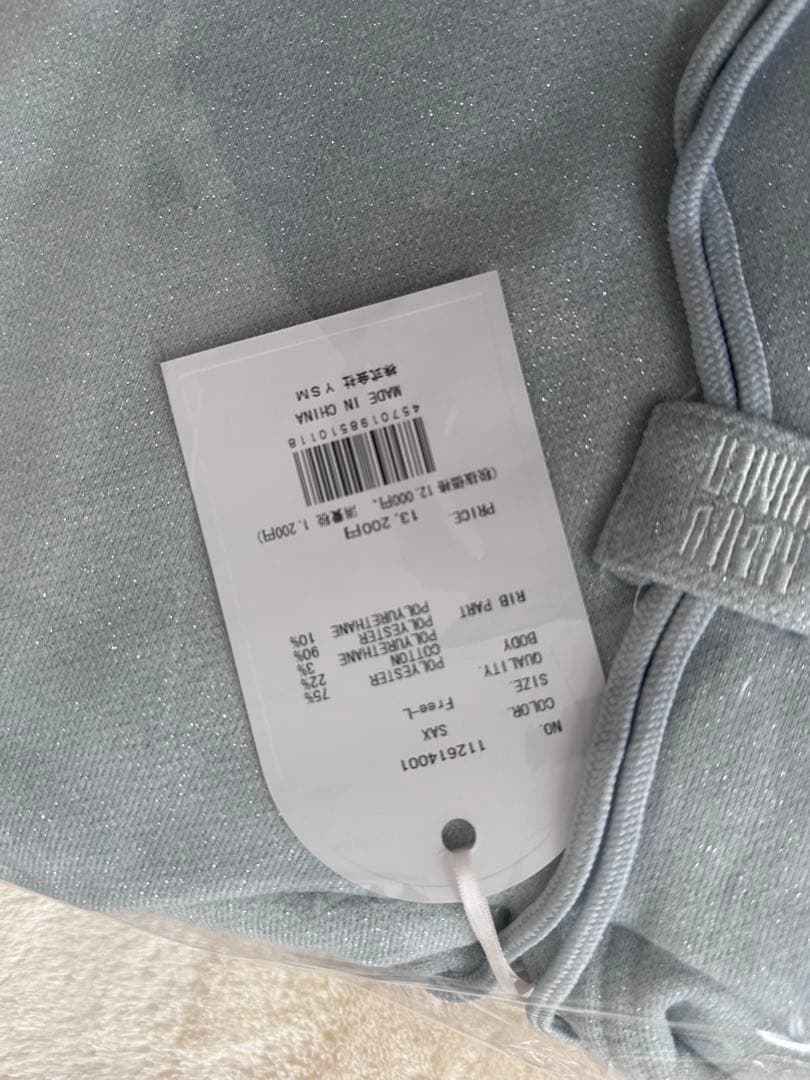 NO. 112614001
COLOR. SAX
SIZE. Free-L
QUALITY.
BODY POLYESTER 75%
COTTON 22%
POLYURETHANE 3%
RIB PART POLYESTER 90%
POLYURETHANE 10%
PRICE. 13,200円
(税抜価格 12,000円, 消費税 1,200円)
4570198510118
MADE IN CHINA
株式会社 YSM